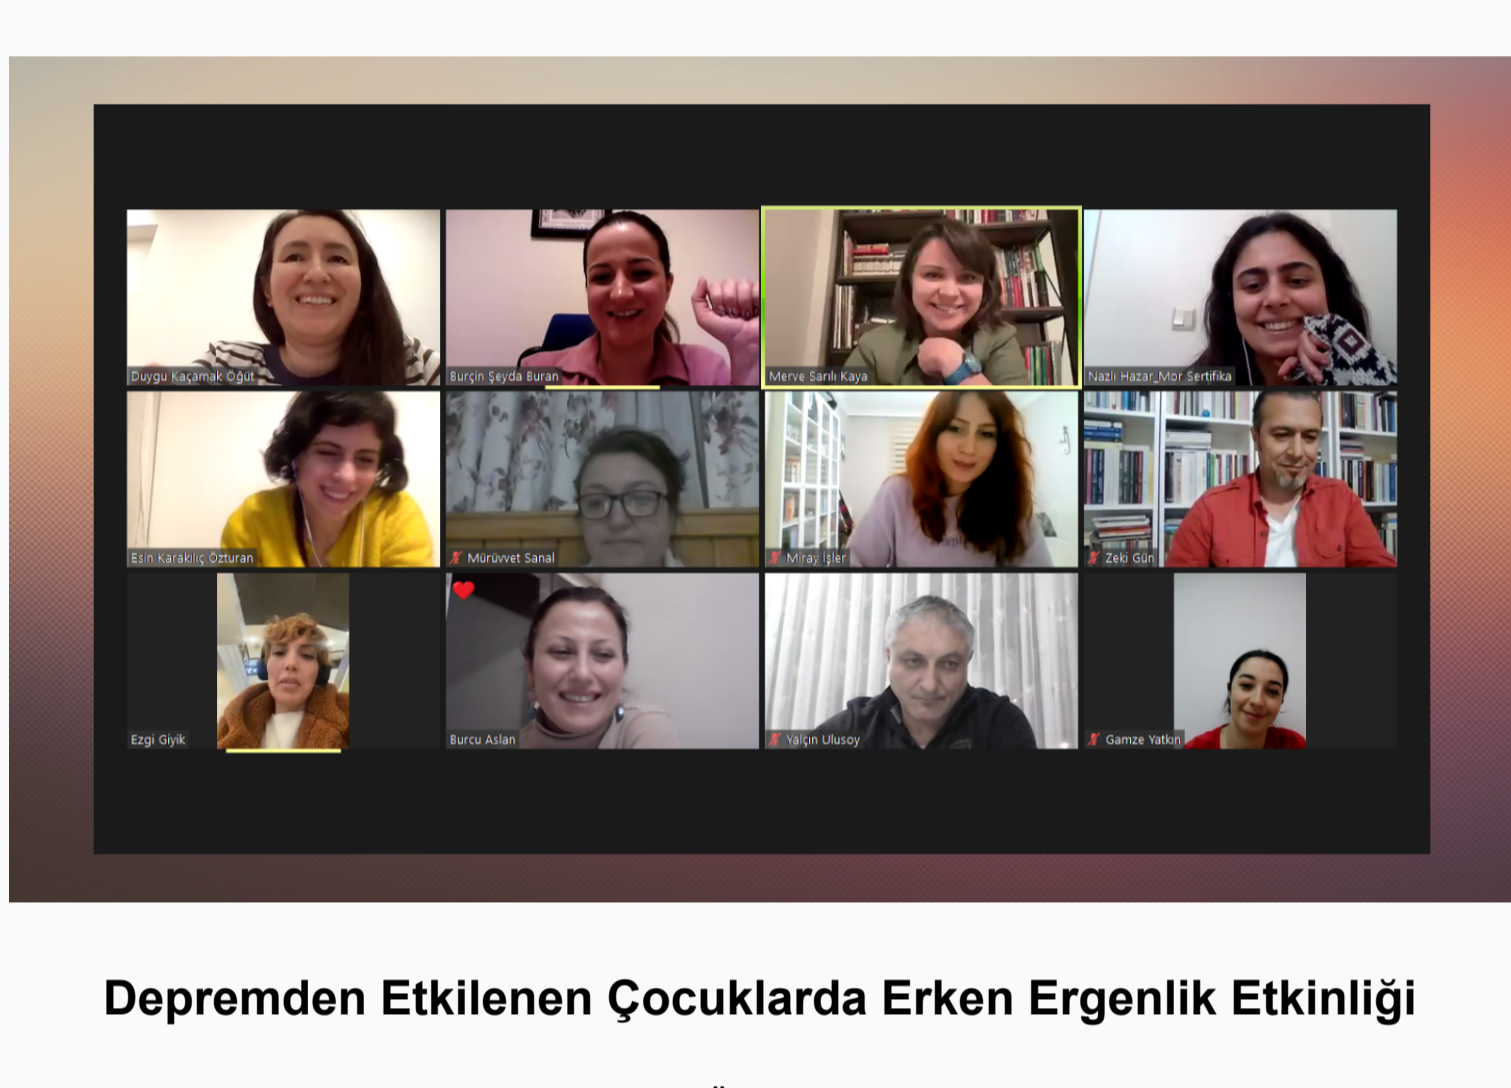 Duygu Kaçamak Öğüt
Burçin Şeyda Buran
Merve Sarılı Kaya
Nazlı Hazar_Mor Sertifika
Esin Karakılıç Özturan
Mürüvvet Sanal
Miray İşler
Zeki Gün
Ezgi Giyik
Burcu Aslan
Yalçın Ulusoy
Gamze Yatkın
Depremden Etkilenen Çocuklarda Erken Ergenlik Etkinliği